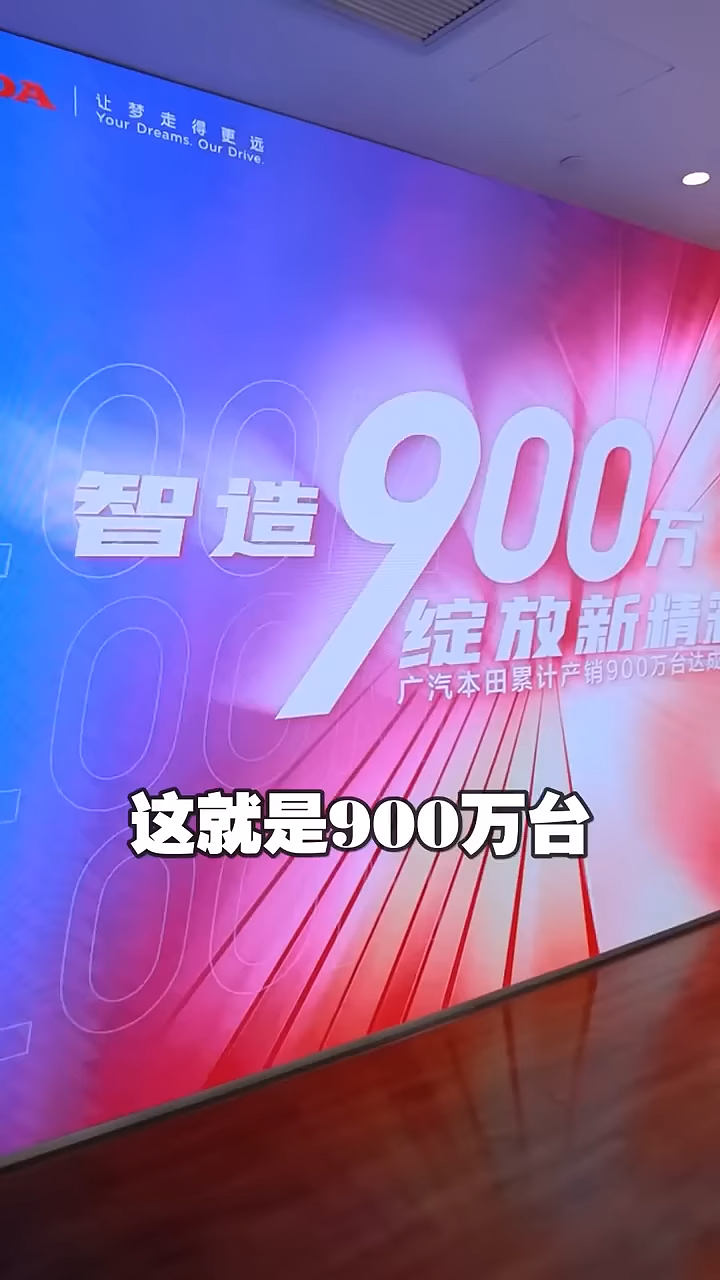 DA
让梦走得更远
Your Dreams. Our Drive.
智造900万
绽放新精
广汽本田累计产销900万台达成
这就是900万台